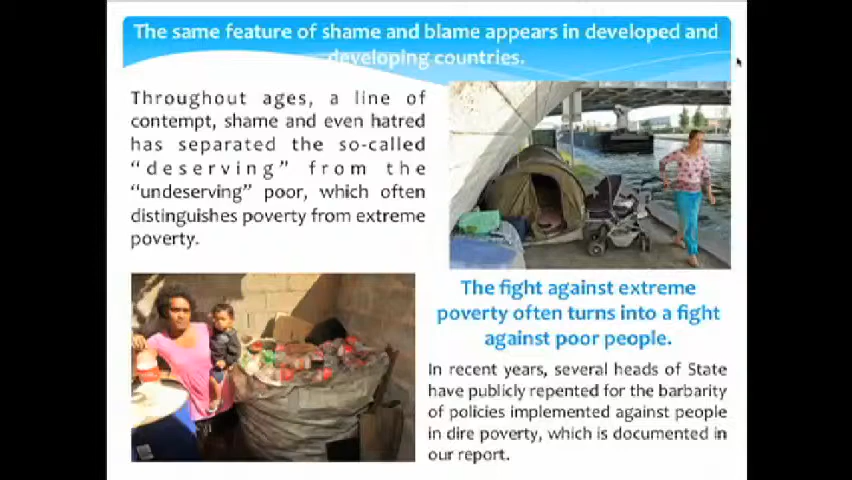 The same feature of shame and blame appears in developed and
developing countries.
Throughout ages, a line of
contempt, shame and even hatred
has separated the so-called
“deserving” from the
“undeserving” poor, which often
distinguishes poverty from extreme
poverty.
The fight against extreme
poverty often turns into a fight
against poor people.
In recent years, several heads of State
have publicly repented for the barbarity
of policies implemented against people
in dire poverty, which is documented in
our report.